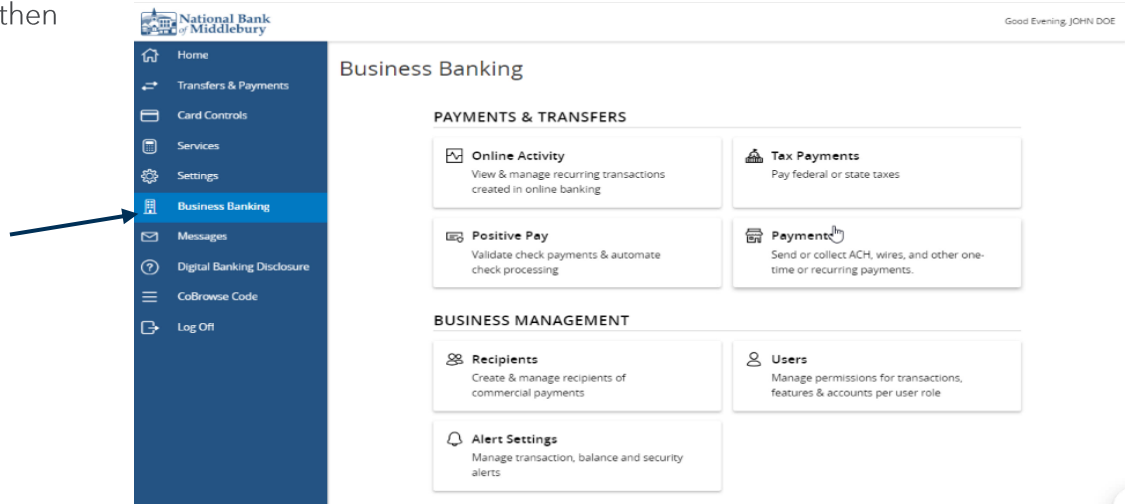 then
National Bank
of Middlebury
Good Evening, JOHN DOE
Home
Transfers & Payments
Card Controls
Services
Settings
Business Banking
Messages
Digital Banking Disclosure
CoBrowse Code
Log Off
Business Banking
PAYMENTS & TRANSFERS
Online Activity
View & manage recurring transactions
created in online banking
Tax Payments
Pay federal or state taxes
Positive Pay
Validate check payments & automate
check processing
Payments
Send or collect ACH, wires, and other one-
time or recurring payments.
BUSINESS MANAGEMENT
Recipients
Create & manage recipients of
commercial payments
Users
Manage permissions for transactions,
features & accounts per user role
Alert Settings
Manage transaction, balance and security
alerts